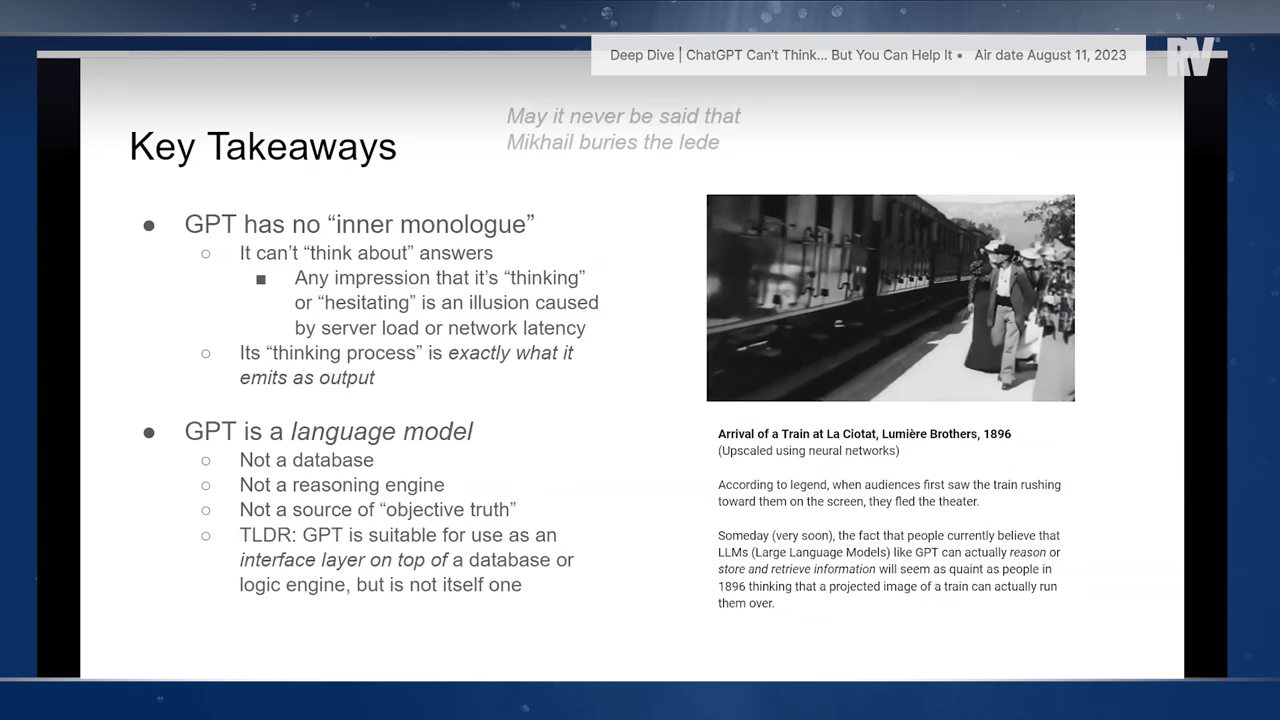 Deep Dive | ChatGPT Can’t Think... But You Can Help It • Air date August 11, 2023
RV
May it never be said that
Mikhail buries the lede
Key Takeaways
● GPT has no “inner monologue”
○ It can’t “think about” answers
■ Any impression that it’s “thinking”
or “hesitating” is an illusion caused
by server load or network latency
○ Its “thinking process” is exactly what it
emits as output
● GPT is a language model
○ Not a database
○ Not a reasoning engine
○ Not a source of “objective truth”
○ TLDR: GPT is suitable for use as an
interface layer on top of a database or
logic engine, but is not itself one
Arrival of a Train at La Ciotat, Lumière Brothers, 1896
(Upscaled using neural networks)
According to legend, when audiences first saw the train rushing
toward them on the screen, they fled the theater.
Someday (very soon), the fact that people currently believe that
LLMs (Large Language Models) like GPT can actually reason or
store and retrieve information will seem as quaint as people in
1896 thinking that a projected image of a train can actually run
them over.